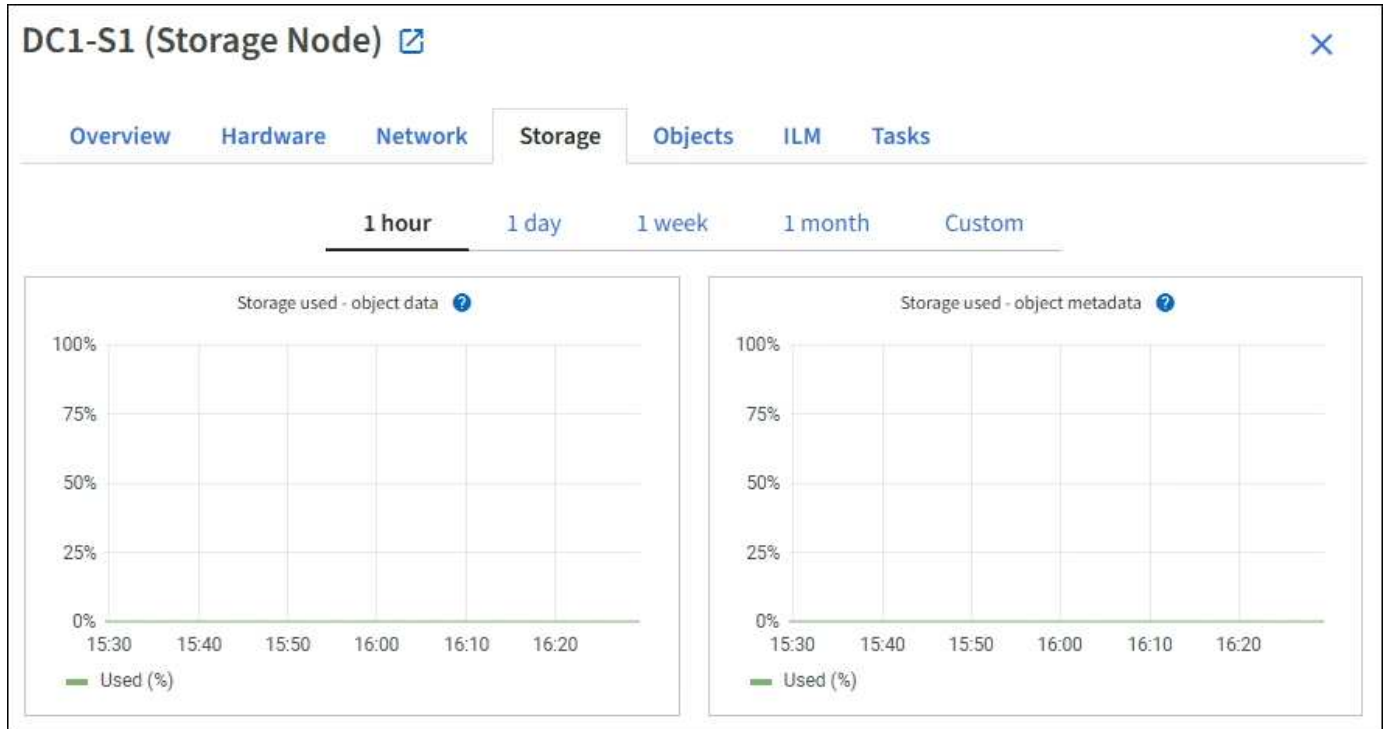 DC1-S1 (Storage Node)
Overview Hardware Network Storage Objects ILM Tasks
1 hour 1 day 1 week 1 month Custom
Storage used - object data ?
100%
75%
50%
25%
0%
15:30 15:40 15:50 16:00 16:10 16:20
Used (%)
Storage used - object metadata ?
100%
75%
50%
25%
0%
15:30 15:40 15:50 16:00 16:10 16:20
Used (%)